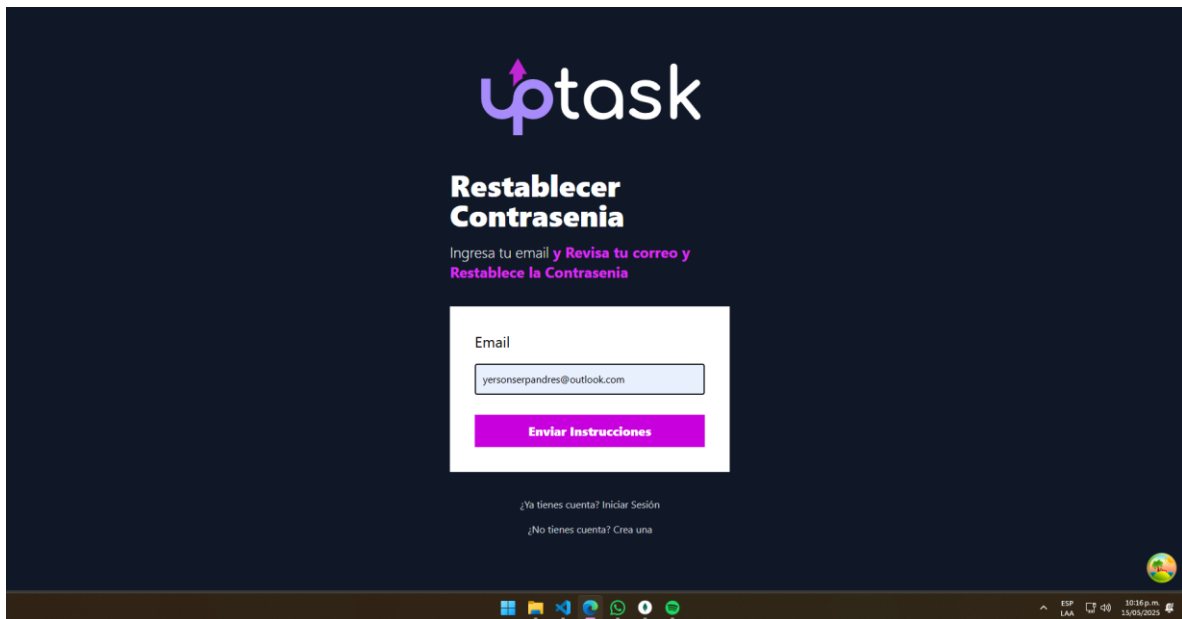 uptask
Restablecer
Contrasenia
Ingresa tu email y Revisa tu correo y
Restablece la Contrasenia
Email
yersonserpandres@outlook.com
Enviar Instrucciones
¿Ya tienes cuenta? Iniciar Sesión
¿No tienes cuenta? Crea una
ESP
LAA
10:16 p.m.
15/05/2025